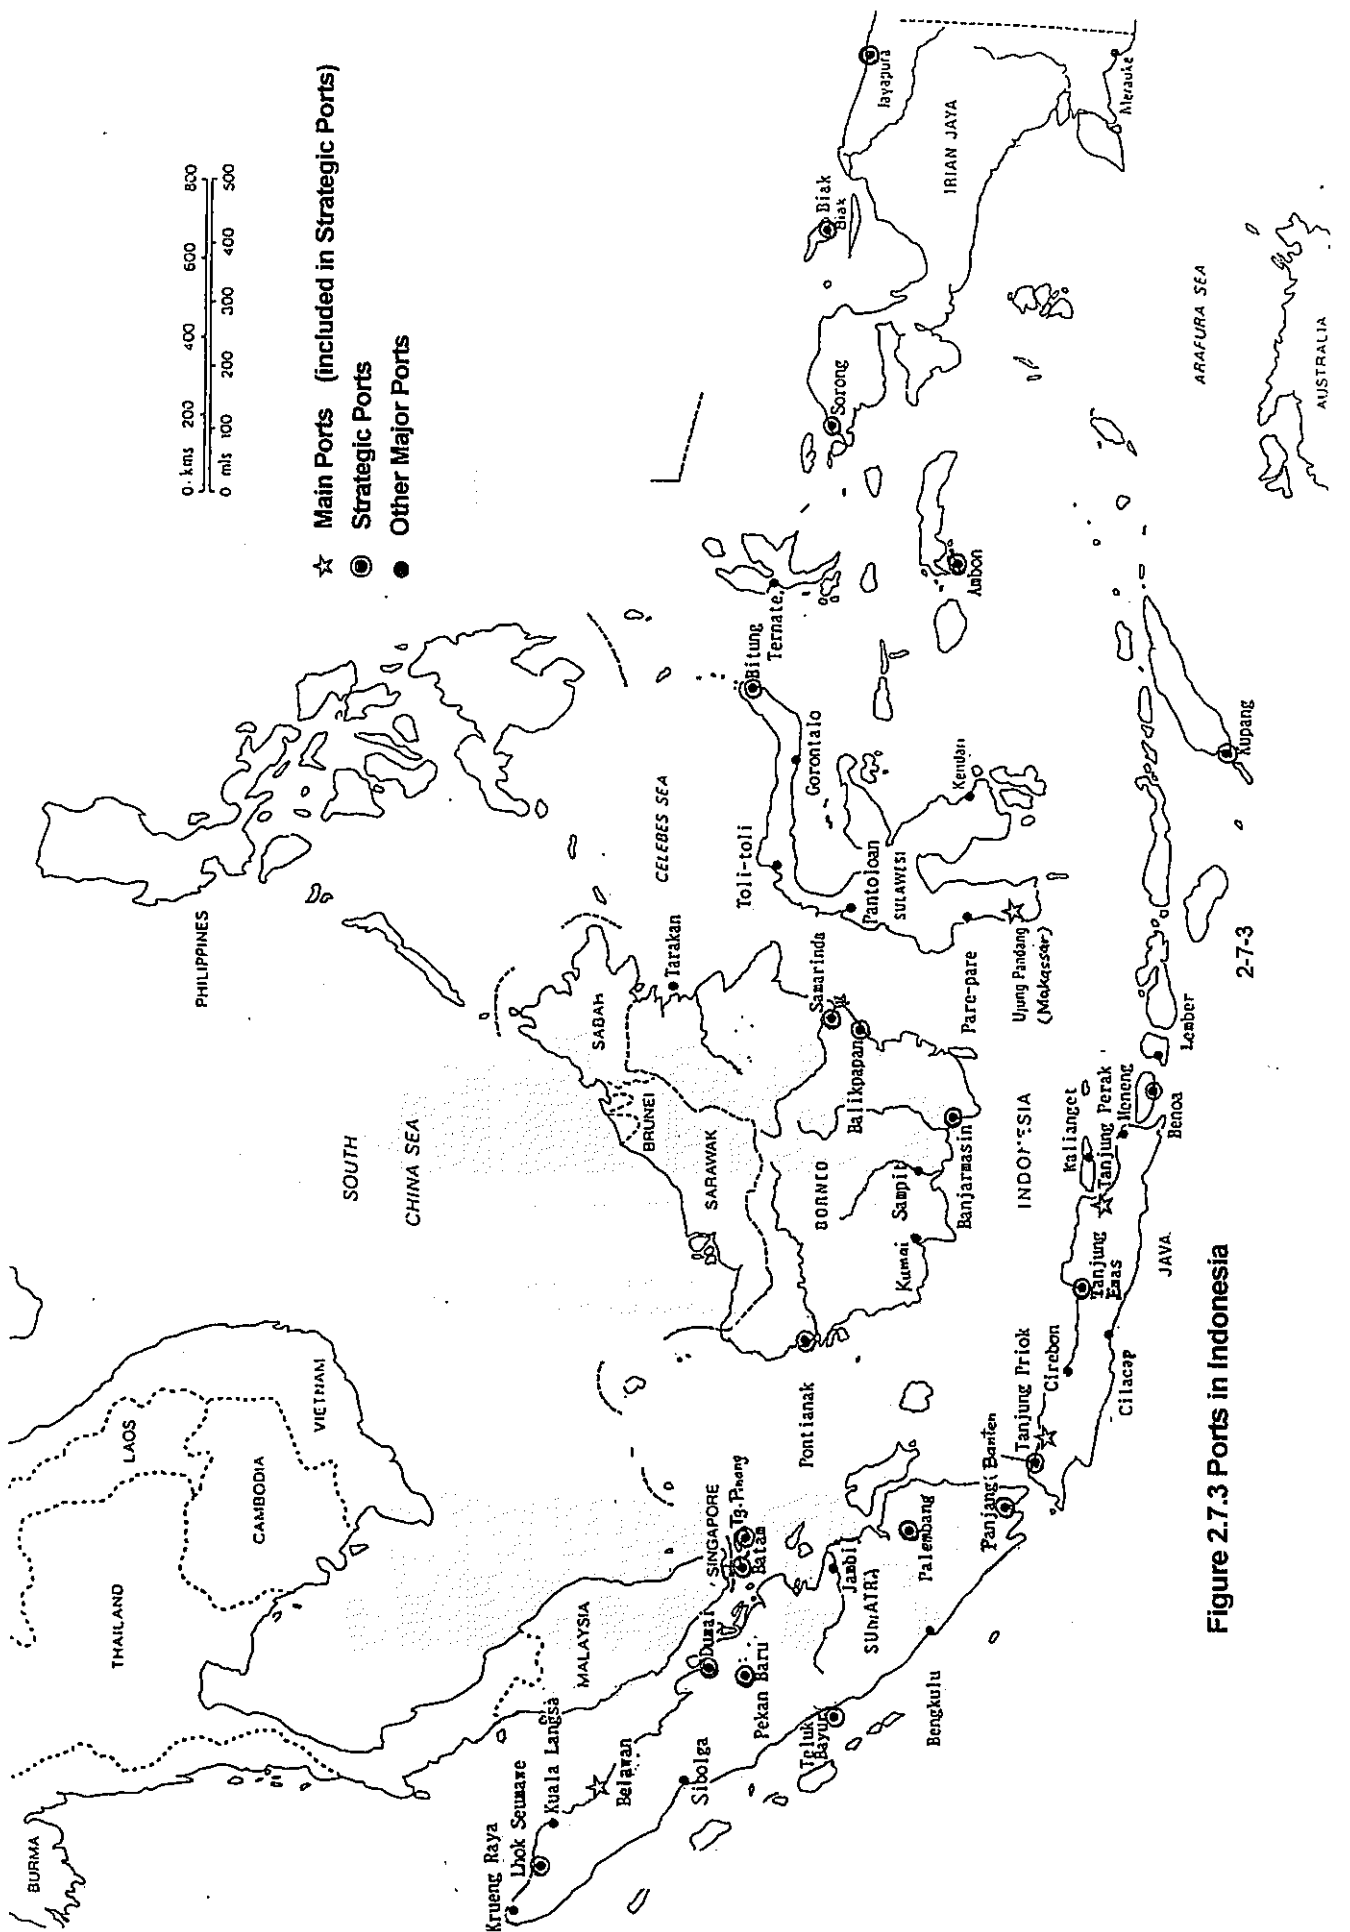 0 kms 200 400 600 800
0 mls 100 200 300 400 500
☆ Main Ports (included in Strategic Ports)
◉ Strategic Ports
● Other Major Ports
BURMA
THAILAND
LAOS
CAMBODIA
VIETNAM
PHILIPPINES
SOUTH
CHINA SEA
MALAYSIA
SINGAPORE
BRUNEI
SABAH
SARAWAK
CELEBES SEA
Krueng Raya
Lhok Seumawe
Kuala Langsa
Belawan
Sibolga
Dumai
Pekan Baru
Teluk
Bayur
Bengkulu
Tg. Pinang
Batam
Jambi
SUMATRA
Palembang
Panjang
Banten
Pontianak
BORNEO
Kumai
Sampit
Banjarmasin
Balikpapan
Samarinda
Tarakan
Toli-toli
Pantoloan
SULAWESI
Gorontalo
Bitung
Ternate
Kendari
Pare-pare
Ujung Pandang
(Makassar)
INDONESIA
Tanjung Priok
Cirebon
Cilacap
Tanjung
Emas
JAVA
Kalianget
Tanjung Perak
Meneng
Benoa
Lember
Kupang
Ambon
Sorong
Biak
Biak
Jayapura
IRIAN JAYA
Merauke
ARAFURA SEA
AUSTRALIA
Figure 2.7.3 Ports in Indonesia
2-7-3